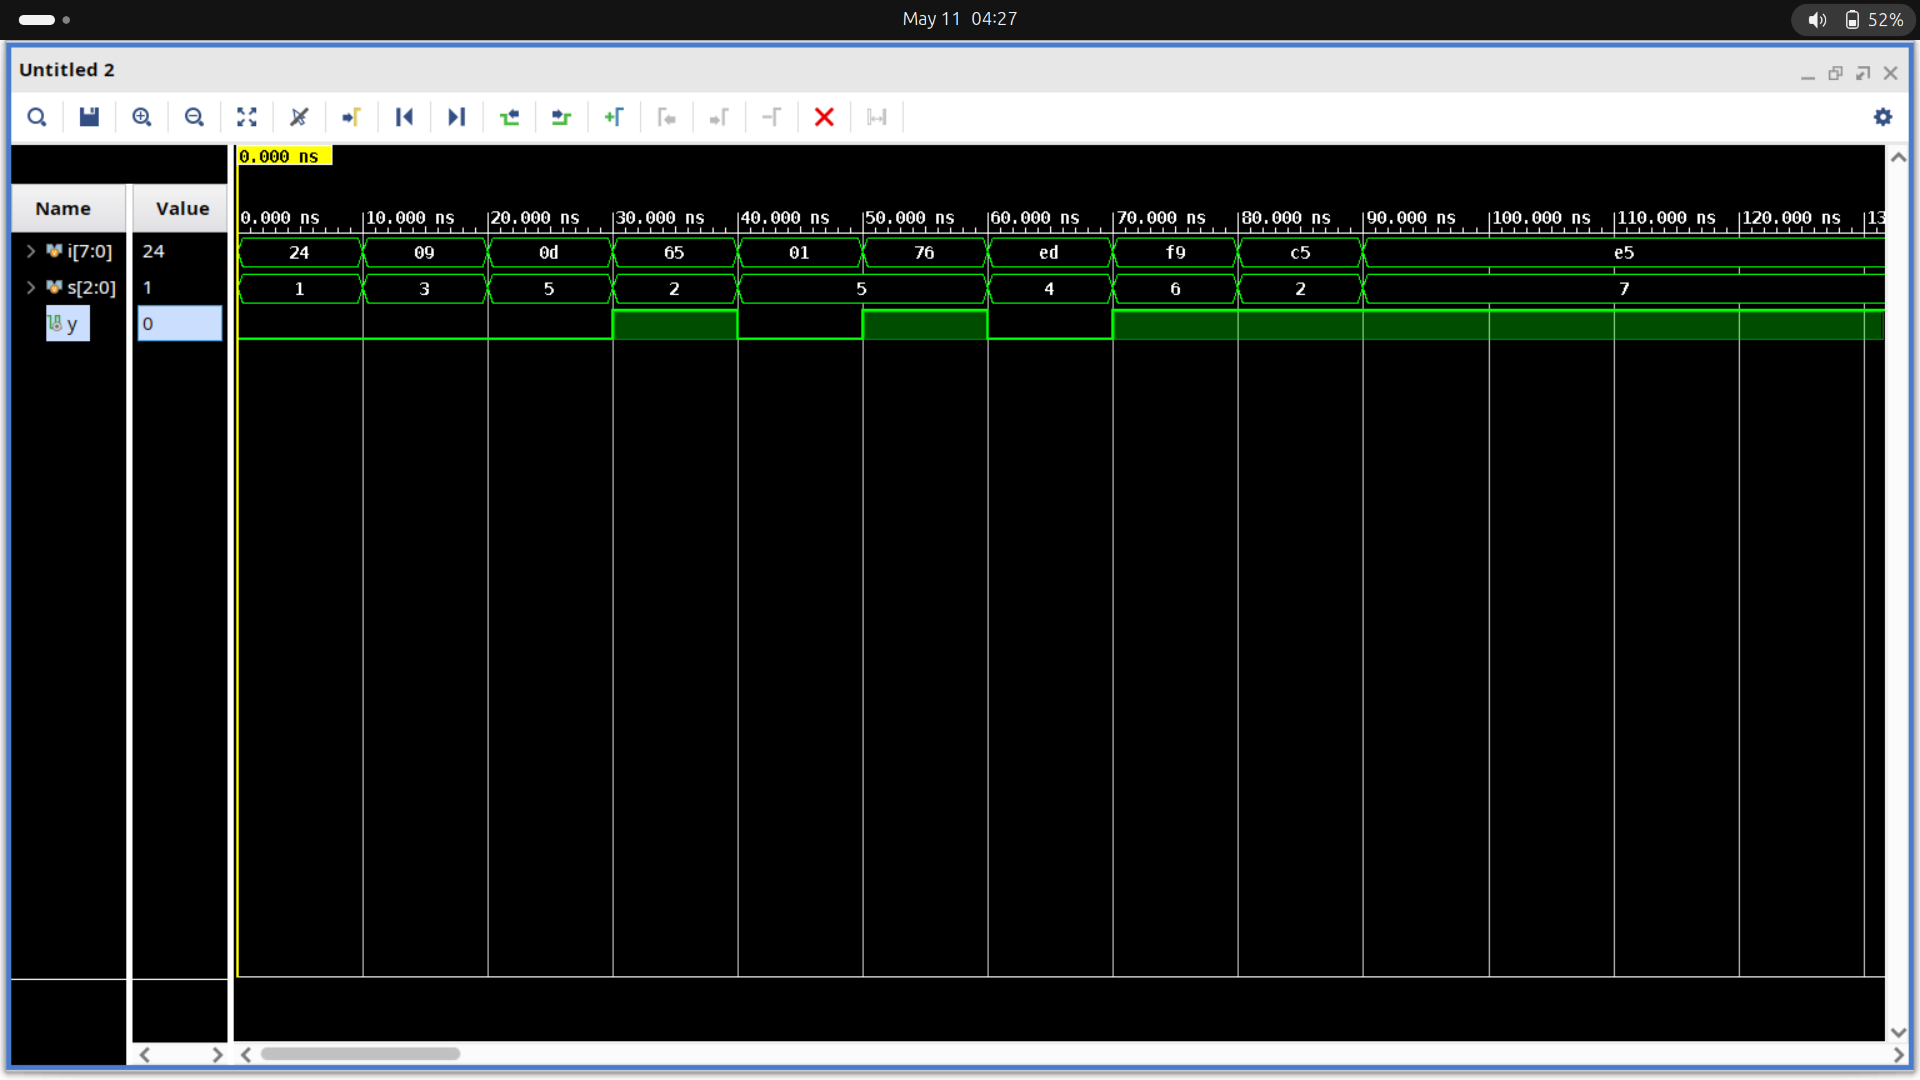 May 11 04:27
52%
Untitled 2
0.000 ns
Name Value
0.000 ns 10.000 ns 20.000 ns 30.000 ns 40.000 ns 50.000 ns 60.000 ns 70.000 ns 80.000 ns 90.000 ns 100.000 ns 110.000 ns 120.000 ns 13
i[7:0] 24 24 09 0d 65 01 76 ed f9 c5 e5
s[2:0] 1 1 3 5 2 5 4 6 2 7
y 0